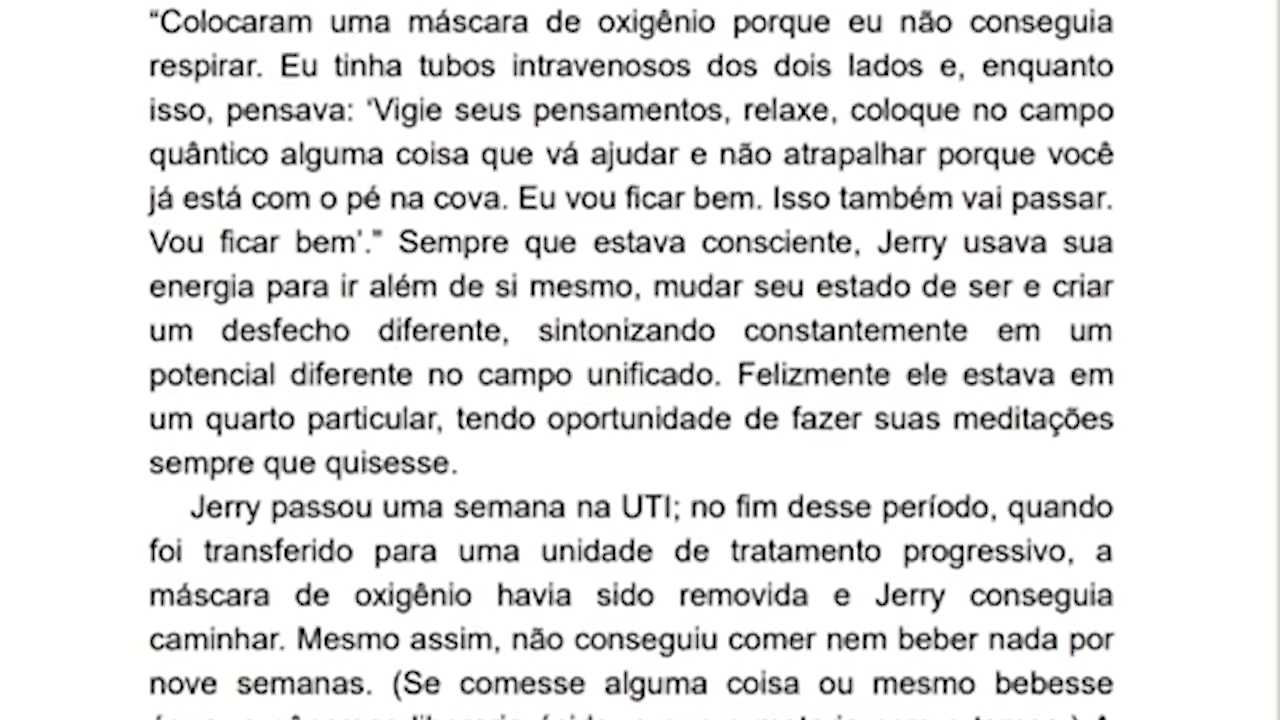 “Colocaram uma máscara de oxigênio porque eu não conseguia
respirar. Eu tinha tubos intravenosos dos dois lados e, enquanto
isso, pensava: ‘Vigie seus pensamentos, relaxe, coloque no campo
quântico alguma coisa que vá ajudar e não atrapalhar porque você
já está com o pé na cova. Eu vou ficar bem. Isso também vai passar.
Vou ficar bem’.” Sempre que estava consciente, Jerry usava sua
energia para ir além de si mesmo, mudar seu estado de ser e criar
um desfecho diferente, sintonizando constantemente em um
potencial diferente no campo unificado. Felizmente ele estava em
um quarto particular, tendo oportunidade de fazer suas meditações
sempre que quisesse.
Jerry passou uma semana na UTI; no fim desse período, quando
foi transferido para uma unidade de tratamento progressivo, a
máscara de oxigênio havia sido removida e Jerry conseguia
caminhar. Mesmo assim, não conseguiu comer nem beber nada por
nove semanas. (Se comesse alguma coisa ou mesmo bebesse